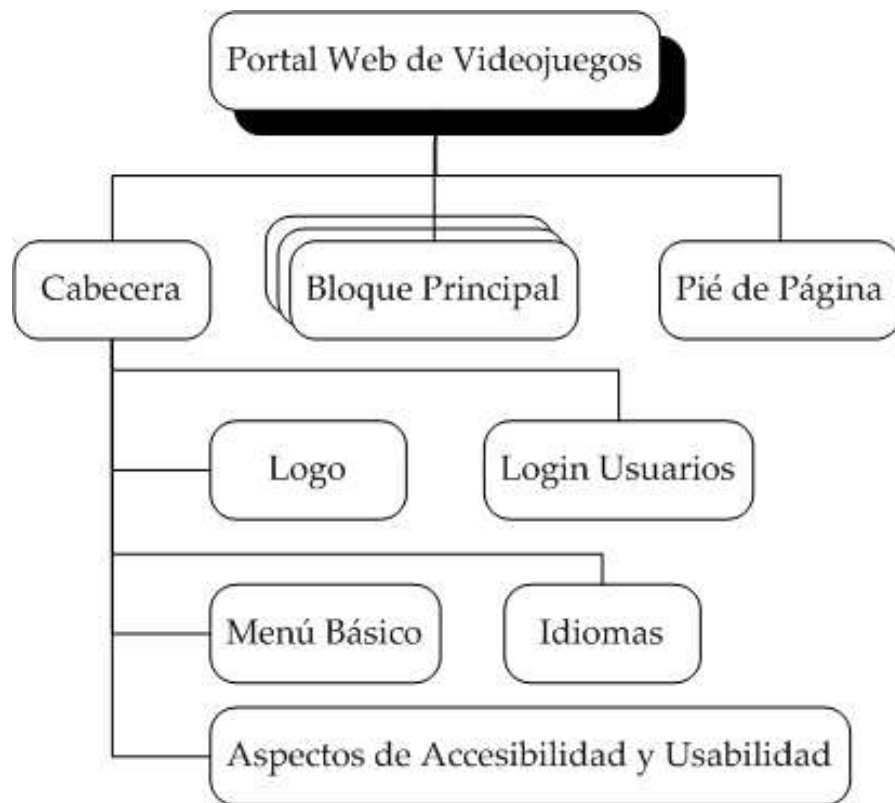 Portal Web de Videojuegos
Cabecera
Bloque Principal
Pié de Página
Logo
Login Usuarios
Menú Básico
Idiomas
Aspectos de Accesibilidad y Usabilidad